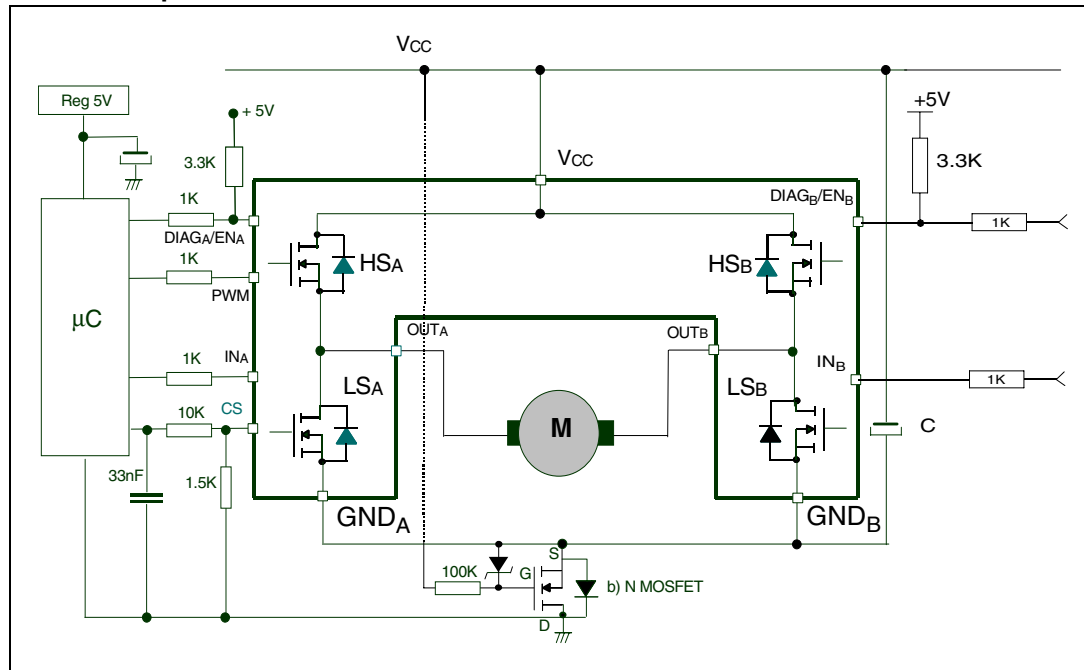 VCC
Reg 5V
+ 5V
+5V
3.3K
VCC
3.3K
1K
DIAGA/ENA
DIAGB/ENB
1K
1K
PWM
HSA
HSB
µC
OUTA
OUTB
1K
INA
INB
1K
LSA
LSB
10K
CS
M
C
33nF
1.5K
GNDA
GNDB
100K
G
S
D
b) N MOSFET